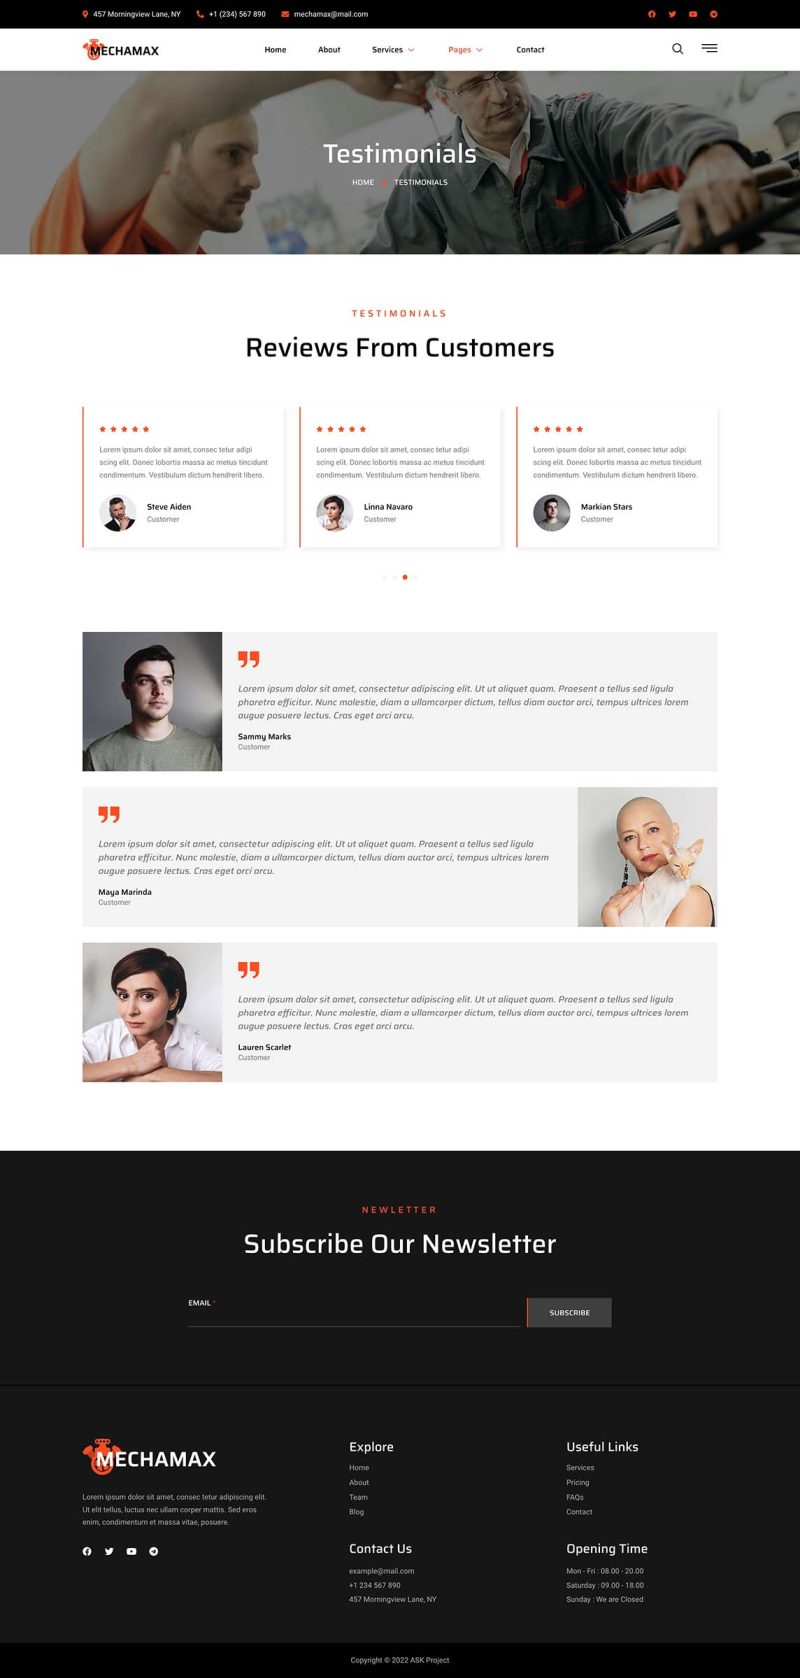 457 Morningview Lane, NY
+1 (234) 567 890
mechamax@mail.com
MECHAMAX
Home
About
Services
Pages
Contact
Testimonials
HOME
TESTIMONIALS
TESTIMONIALS
Reviews From Customers
Lorem ipsum dolor sit amet, consec tetur adipi
scing elit. Donec lobortis massa ac metus tincidunt
condimentum. Vestibulum dictum hendrerit libero.
Steve Aiden
Customer
Lorem ipsum dolor sit amet, consec tetur adipi
scing elit. Donec lobortis massa ac metus tincidunt
condimentum. Vestibulum dictum hendrerit libero.
Linna Navaro
Customer
Lorem ipsum dolor sit amet, consec tetur adipi
scing elit. Donec lobortis massa ac metus tincidunt
condimentum. Vestibulum dictum hendrerit libero.
Markian Stars
Customer
Lorem ipsum dolor sit amet, consectetur adipiscing elit. Ut ut aliquet quam. Praesent a tellus sed ligula
pharetra efficitur. Nunc molestie, diam a ullamcorper dictum, tellus diam auctor orci, tempus ultrices lorem
augue posuere lectus. Cras eget orci arcu.
Sammy Marks
Customer
Lorem ipsum dolor sit amet, consectetur adipiscing elit. Ut ut aliquet quam. Praesent a tellus sed ligula
pharetra efficitur. Nunc molestie, diam a ullamcorper dictum, tellus diam auctor orci, tempus ultrices lorem
augue posuere lectus. Cras eget orci arcu.
Maya Marinda
Customer
Lorem ipsum dolor sit amet, consectetur adipiscing elit. Ut ut aliquet quam. Praesent a tellus sed ligula
pharetra efficitur. Nunc molestie, diam a ullamcorper dictum, tellus diam auctor orci, tempus ultrices lorem
augue posuere lectus. Cras eget orci arcu.
Lauren Scarlet
Customer
NEWLETTER
Subscribe Our Newsletter
EMAIL *
SUBSCRIBE
MECHAMAX
Lorem ipsum dolor sit amet, consec tetur adipiscing elit.
Ut elit tellus, luctus nec ullam corper mattis. Sed eros
enim, condimentum et massa vitae, posuere.
Explore
Home
About
Team
Blog
Useful Links
Services
Pricing
FAQs
Contact
Contact Us
example@mail.com
+1 234 567 890
457 Morningview Lane, NY
Opening Time
Mon - Fri : 08.00 - 20.00
Saturday : 09.00 - 18.00
Sunday : We are Closed
Copyright © 2022 ASK Project